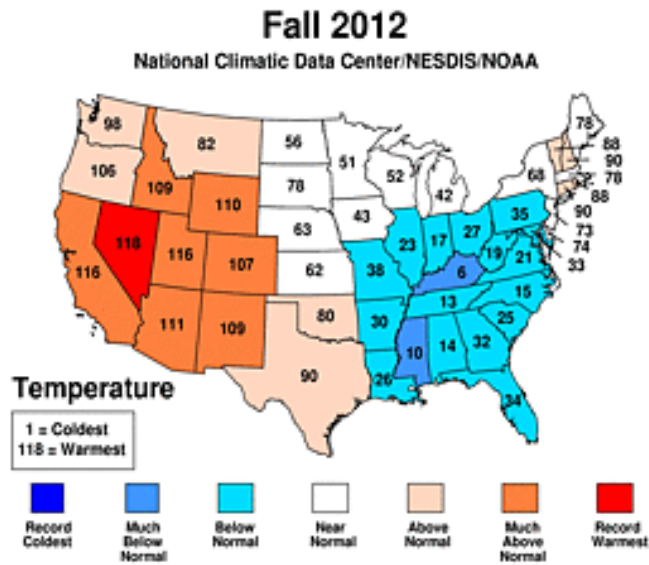 Fall 2012
National Climatic Data Center/NESDIS/NOAA
98
82
56
51
78
106
109
110
78
52
42
68
88
90
78
88
90
73
74
33
118
116
116
107
63
43
62
38
23
17
27
35
19
21
6
15
13
25
111
109
80
90
30
26
10
14
32
34
Temperature
1 = Coldest
118 = Warmest
Record
Coldest
Much
Below
Normal
Below
Normal
Near
Normal
Above
Normal
Much
Above
Normal
Record
Warmest